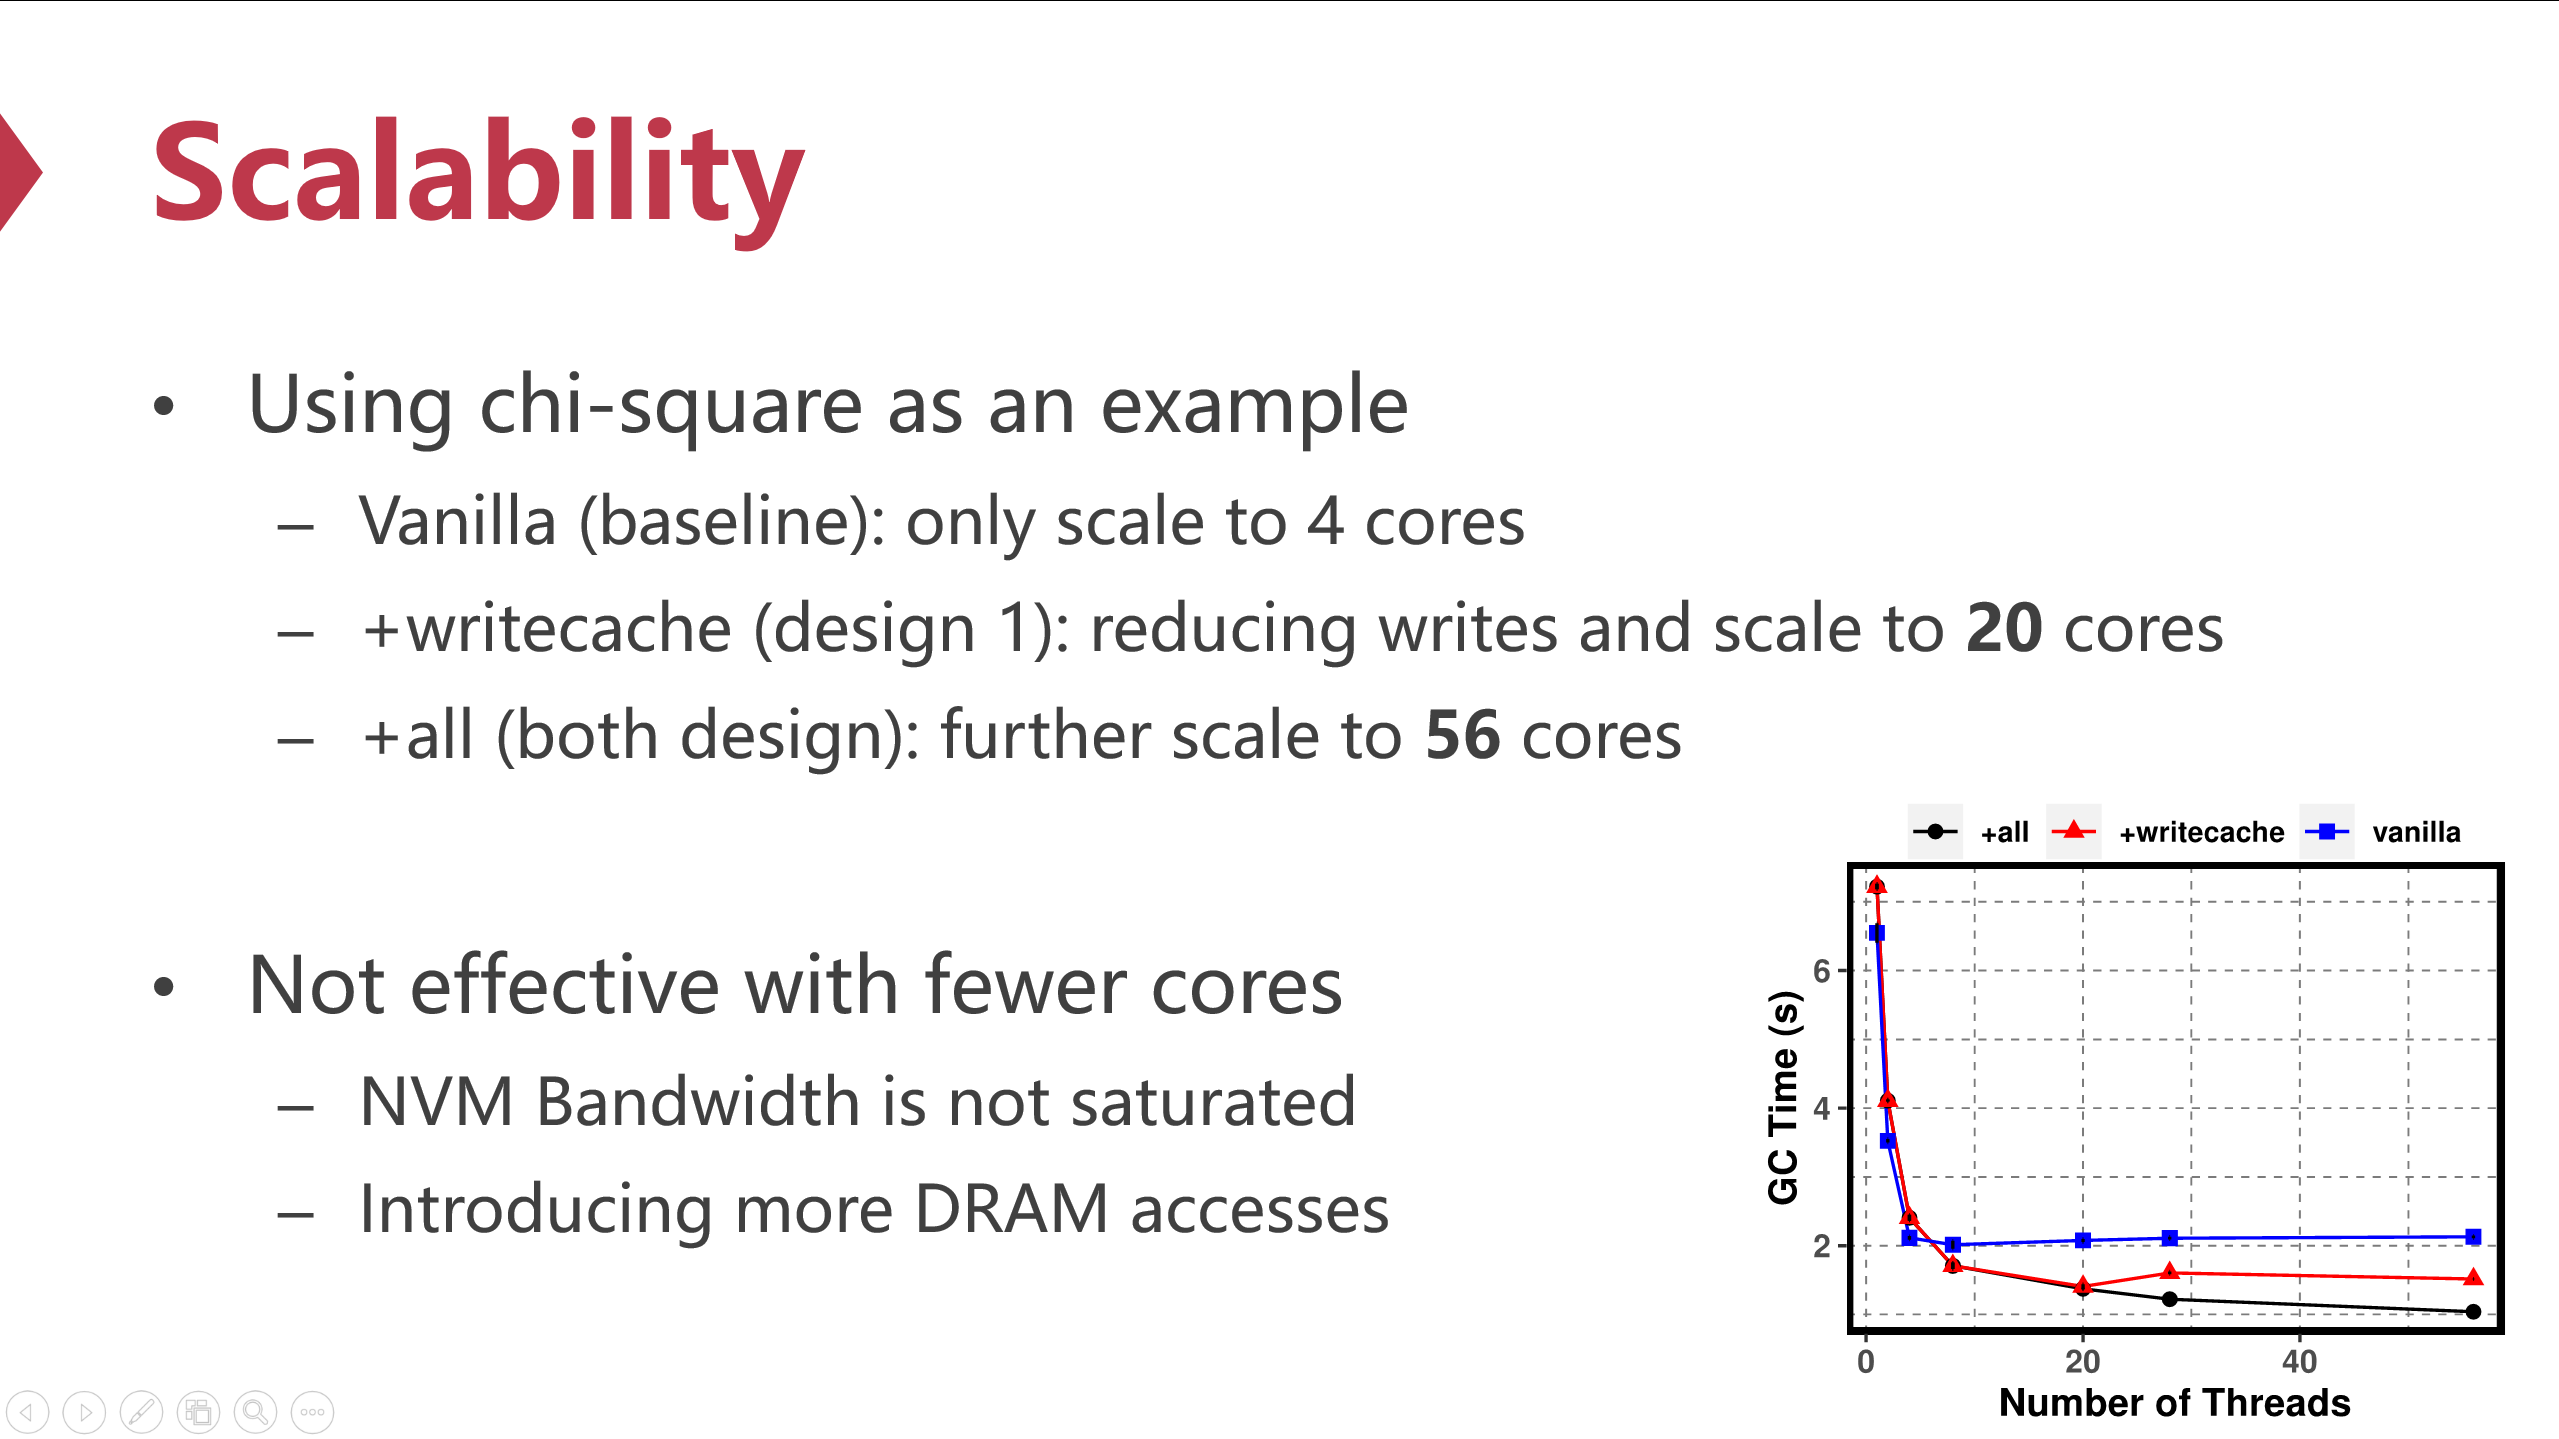 Scalability
• Using chi-square as an example
– Vanilla (baseline): only scale to 4 cores
– +writecache (design 1): reducing writes and scale to 20 cores
– +all (both design): further scale to 56 cores
• Not effective with fewer cores
– NVM Bandwidth is not saturated
– Introducing more DRAM accesses
+all +writecache vanilla
GC Time (s)
6
4
2
0 20 40
Number of Threads